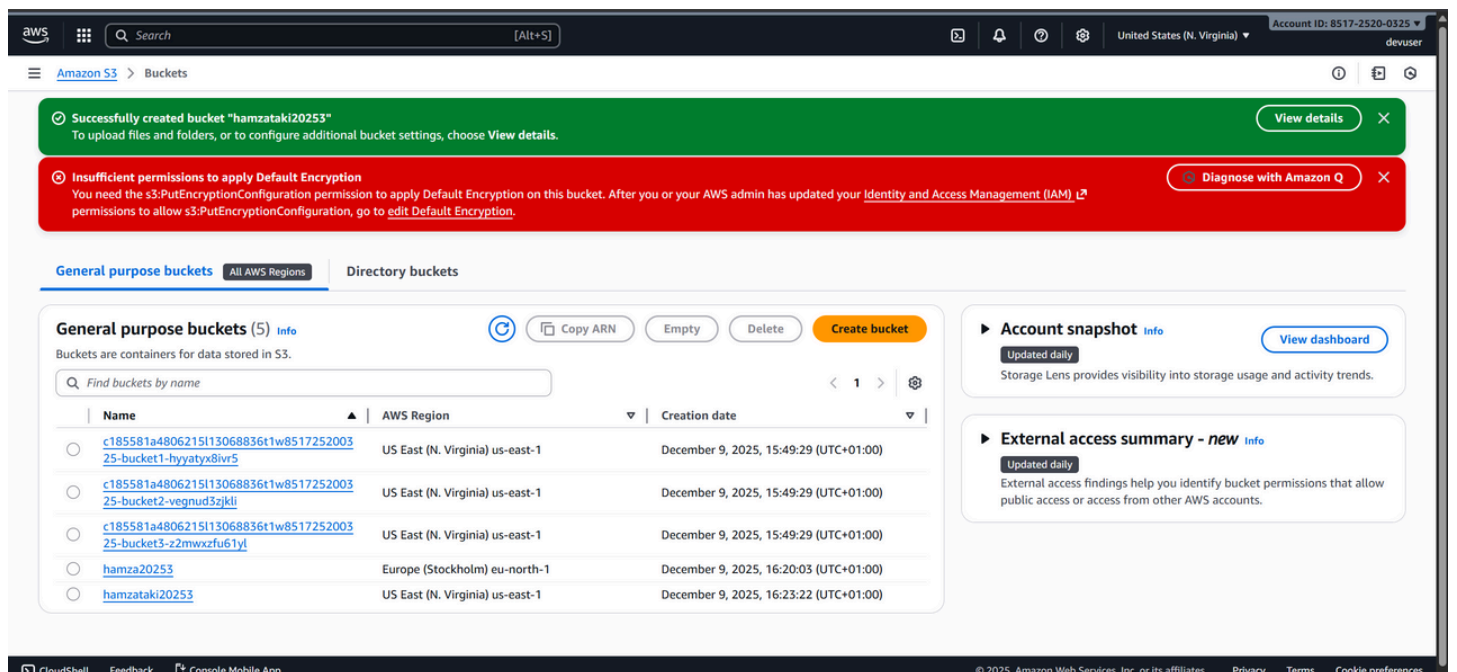 aws
Search [Alt+S]
United States (N. Virginia)
Account ID: 8517-2520-0325
devuser
Amazon S3 > Buckets
Successfully created bucket "hamzataki20253"
To upload files and folders, or to configure additional bucket settings, choose View details.
View details
Insufficient permissions to apply Default Encryption
You need the s3:PutEncryptionConfiguration permission to apply Default Encryption on this bucket. After you or your AWS admin has updated your Identity and Access Management (IAM)
permissions to allow s3:PutEncryptionConfiguration, go to edit Default Encryption.
Diagnose with Amazon Q
General purpose buckets All AWS Regions Directory buckets
General purpose buckets (5) Info
Copy ARN Empty Delete Create bucket
Buckets are containers for data stored in S3.
Find buckets by name
1
Name AWS Region Creation date
c185581a4806215l13068836t1w8517252003
25-bucket1-hyyatyx8ivr5
US East (N. Virginia) us-east-1 December 9, 2025, 15:49:29 (UTC+01:00)
c185581a4806215l13068836t1w8517252003
25-bucket2-vegnud3zjkli
US East (N. Virginia) us-east-1 December 9, 2025, 15:49:29 (UTC+01:00)
c185581a4806215l13068836t1w8517252003
25-bucket3-z2mwxzfu61yl
US East (N. Virginia) us-east-1 December 9, 2025, 15:49:29 (UTC+01:00)
hamza20253 Europe (Stockholm) eu-north-1 December 9, 2025, 16:20:03 (UTC+01:00)
hamzataki20253 US East (N. Virginia) us-east-1 December 9, 2025, 16:23:22 (UTC+01:00)
Account snapshot Info
View dashboard
Updated daily
Storage Lens provides visibility into storage usage and activity trends.
External access summary - new Info
Updated daily
External access findings help you identify bucket permissions that allow
public access or access from other AWS accounts.
CloudShell Feedback Console Mobile App
© 2025, Amazon Web Services, Inc. or its affiliates. Privacy Terms Cookie preferences